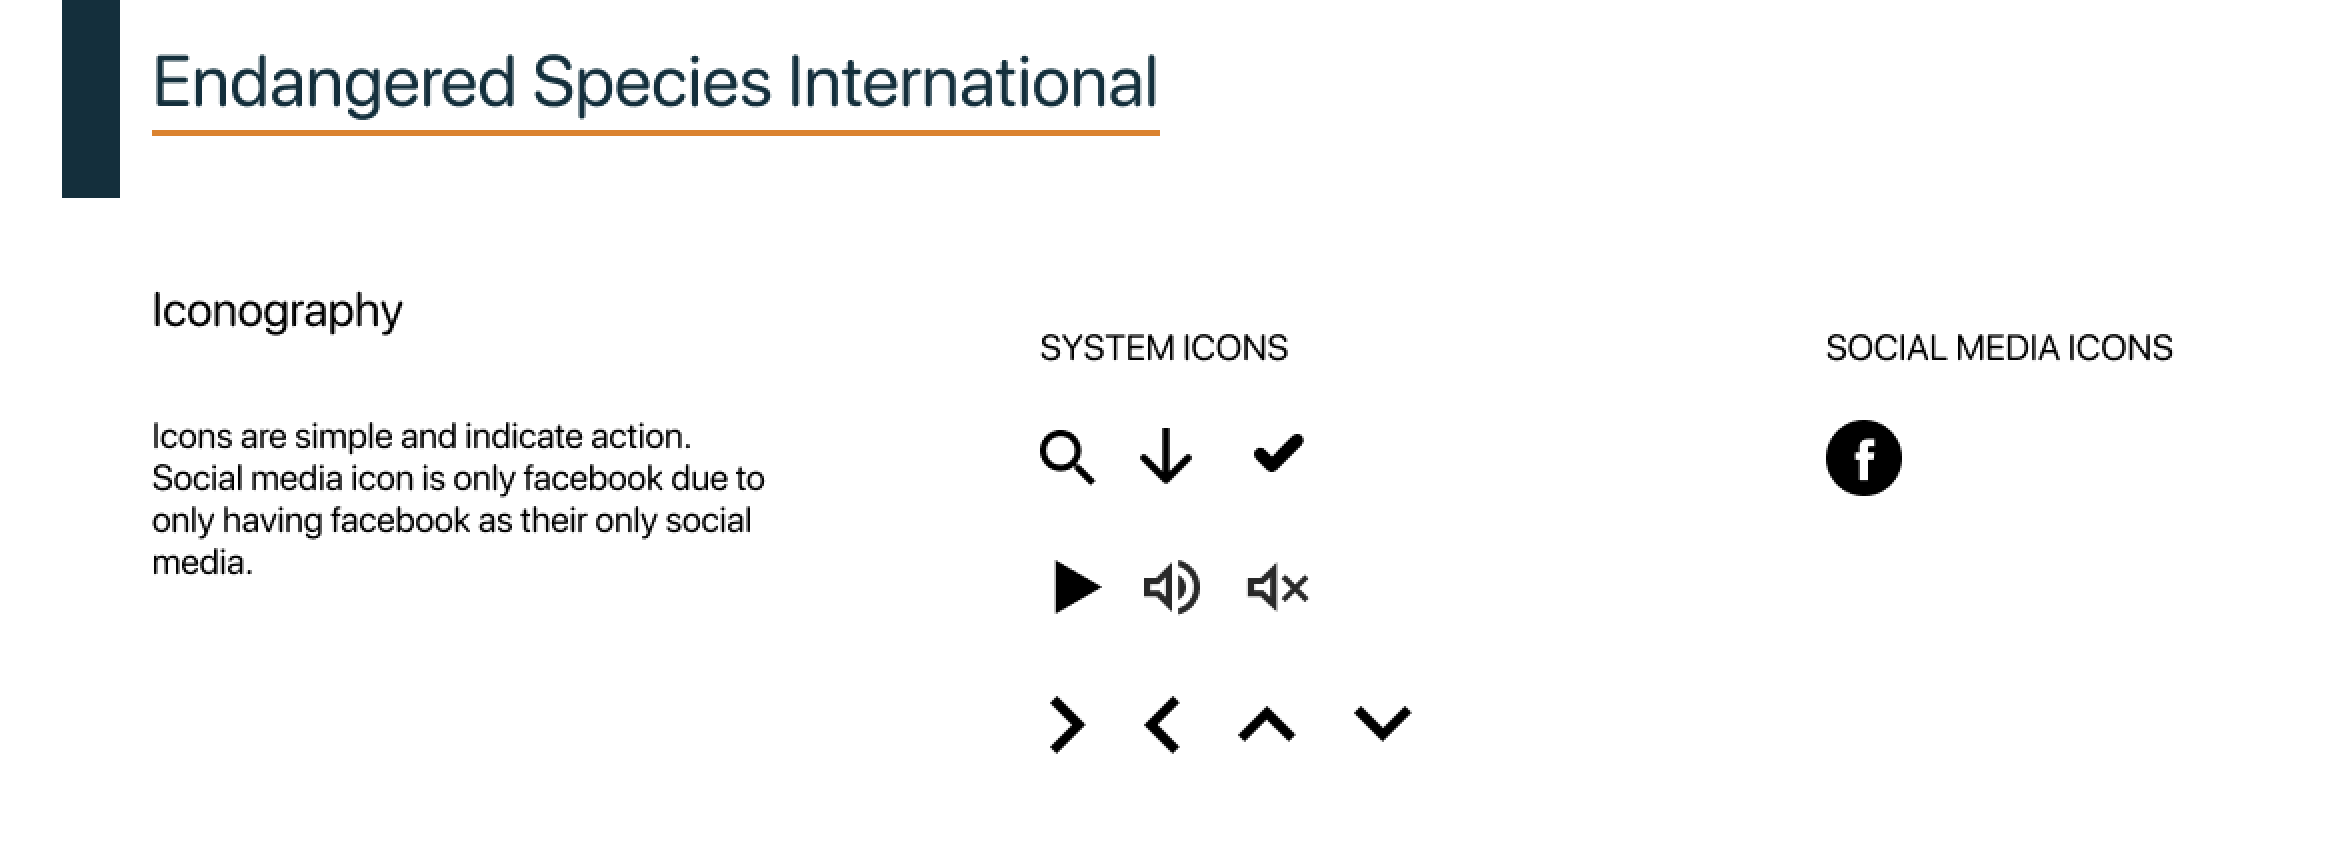 Endangered Species International
Iconography
Icons are simple and indicate action.
Social media icon is only facebook due to
only having facebook as their only social
media.
SYSTEM ICONS
SOCIAL MEDIA ICONS
f